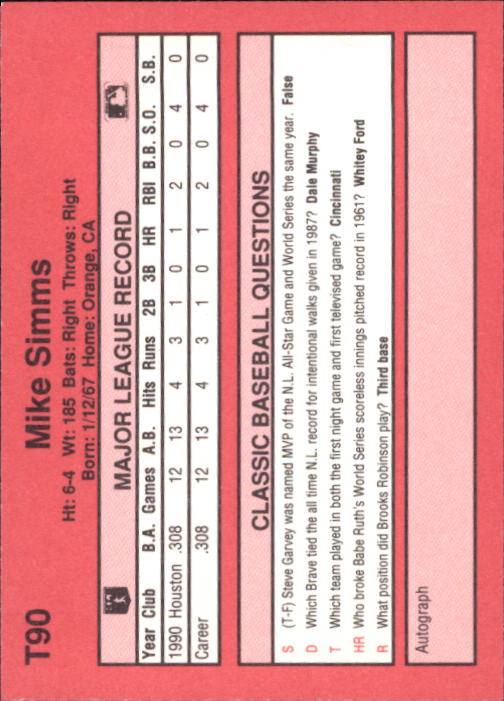 T90
Mike Simms
Ht: 6-4 Wt: 185 Bats: Right Throws: Right
Born: 1/12/67 Home: Orange, CA
MAJOR LEAGUE RECORD
Year Club B.A. Games A.B. Hits Runs 2B 3B HR RBI B.B. S.O. S.B.
1990 Houston .308 12 13 4 3 1 0 1 2 0 4 0
Career .308 12 13 4 3 1 0 1 2 0 4 0
CLASSIC BASEBALL QUESTIONS
S (T-F) Steve Garvey was named MVP of the N.L. All-Star Game and World Series the same year. False
D Which Brave tied the all time N.L. record for intentional walks given in 1987? Dale Murphy
T Which team played in both the first night game and first televised game? Cincinnati
HR Who broke Babe Ruth's World Series scoreless innings pitched record in 1961? Whitey Ford
R What position did Brooks Robinson play? Third base
Autograph